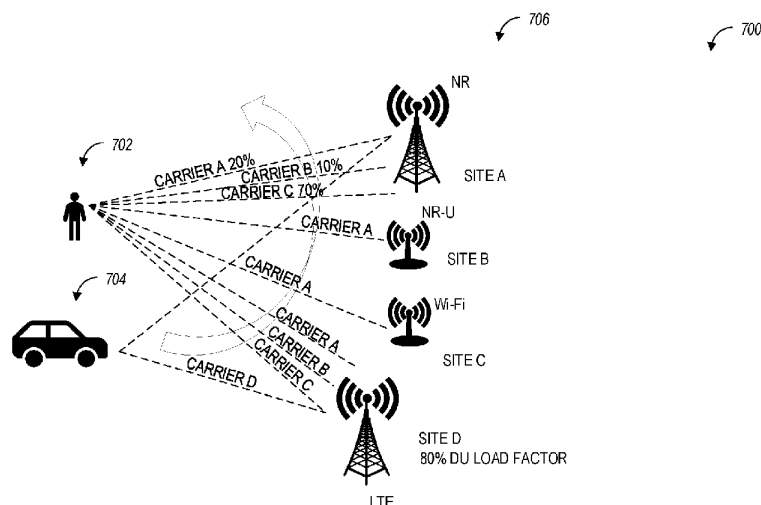 706
700
NR
702
CARRIER A 20%
CARRIER B 10%
CARRIER C 70%
SITE A
NR-U
CARRIER A
SITE B
704
CARRIER A
Wi-Fi
CARRIER A
CARRIER B
CARRIER C
SITE C
CARRIER D
SITE D
80% DU LOAD FACTOR
LTE